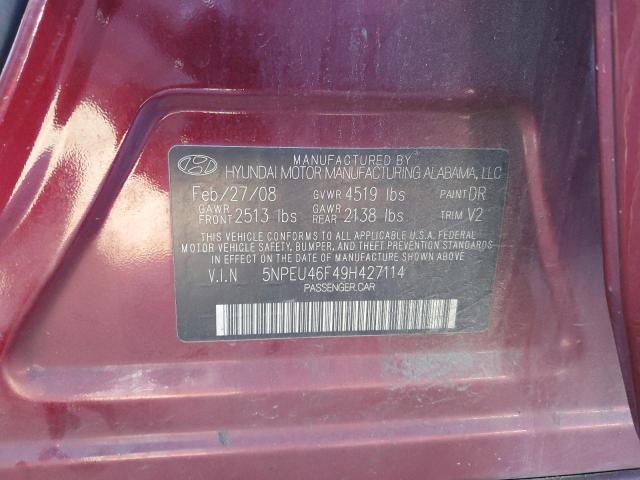 MANUFACTURED BY
HYUNDAI MOTOR MANUFACTURING ALABAMA, LLC
Feb/27/08 GVWR 4519 lbs PAINT DR
GAWR FRONT 2513 lbs GAWR REAR 2138 lbs TRIM V2
THIS VEHICLE CONFORMS TO ALL APPLICABLE U.S.A FEDERAL
MOTOR VEHICLE SAFETY, BUMPER, AND THEFT PREVENTION
STANDARDS IN EFFECT ON THE DATE OF MANUFACTURE SHOWN
ABOVE.
V.I.N 5NPEU46F49H427114
PASSENGER.CAR